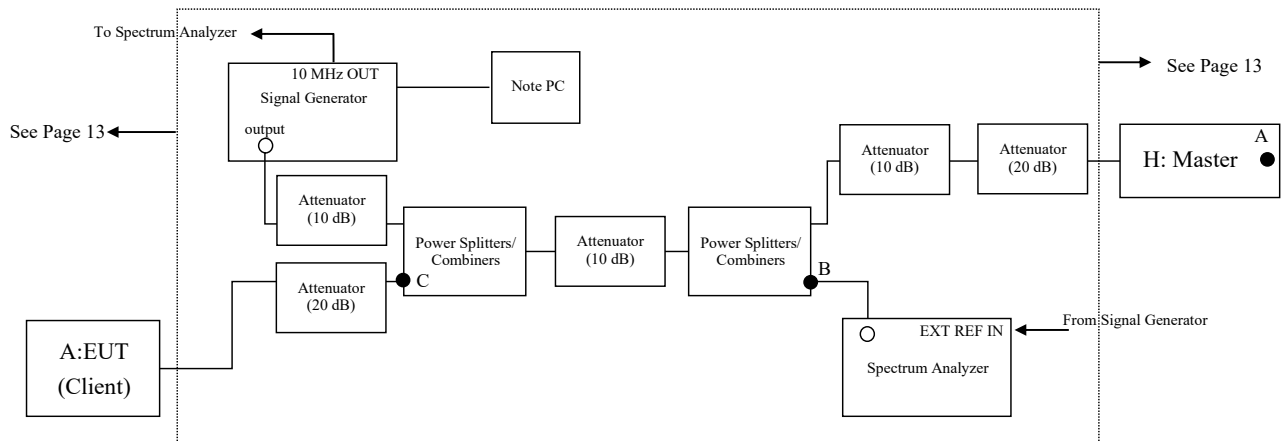 To Spectrum Analyzer
10 MHz OUT
Signal Generator
output
Note PC
See Page 13
See Page 13
Attenuator
(10 dB)
Attenuator
(20 dB)
A
H: Master
Attenuator
(10 dB)
Power Splitters/
Combiners
Attenuator
(10 dB)
Power Splitters/
Combiners
B
C
Attenuator
(20 dB)
From Signal Generator
EXT REF IN
Spectrum Analyzer
A:EUT
(Client)